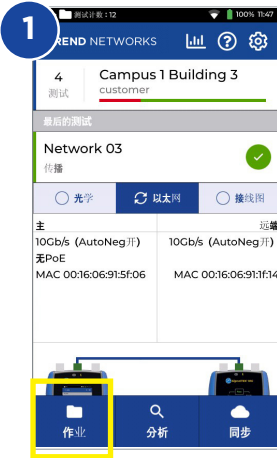 1
测试计数：12
100% 11:47
REND NETWORKS
4
测试
Campus 1 Building 3
customer
最后的测试
Network 03
传播
光学
以太网
接线图
主
远端
10Gb/s (AutoNeg开)
10Gb/s (AutoNeg开)
无PoE
MAC 00:16:06:91:5f:06
MAC 00:16:06:91:1f:14
作业
分析
同步